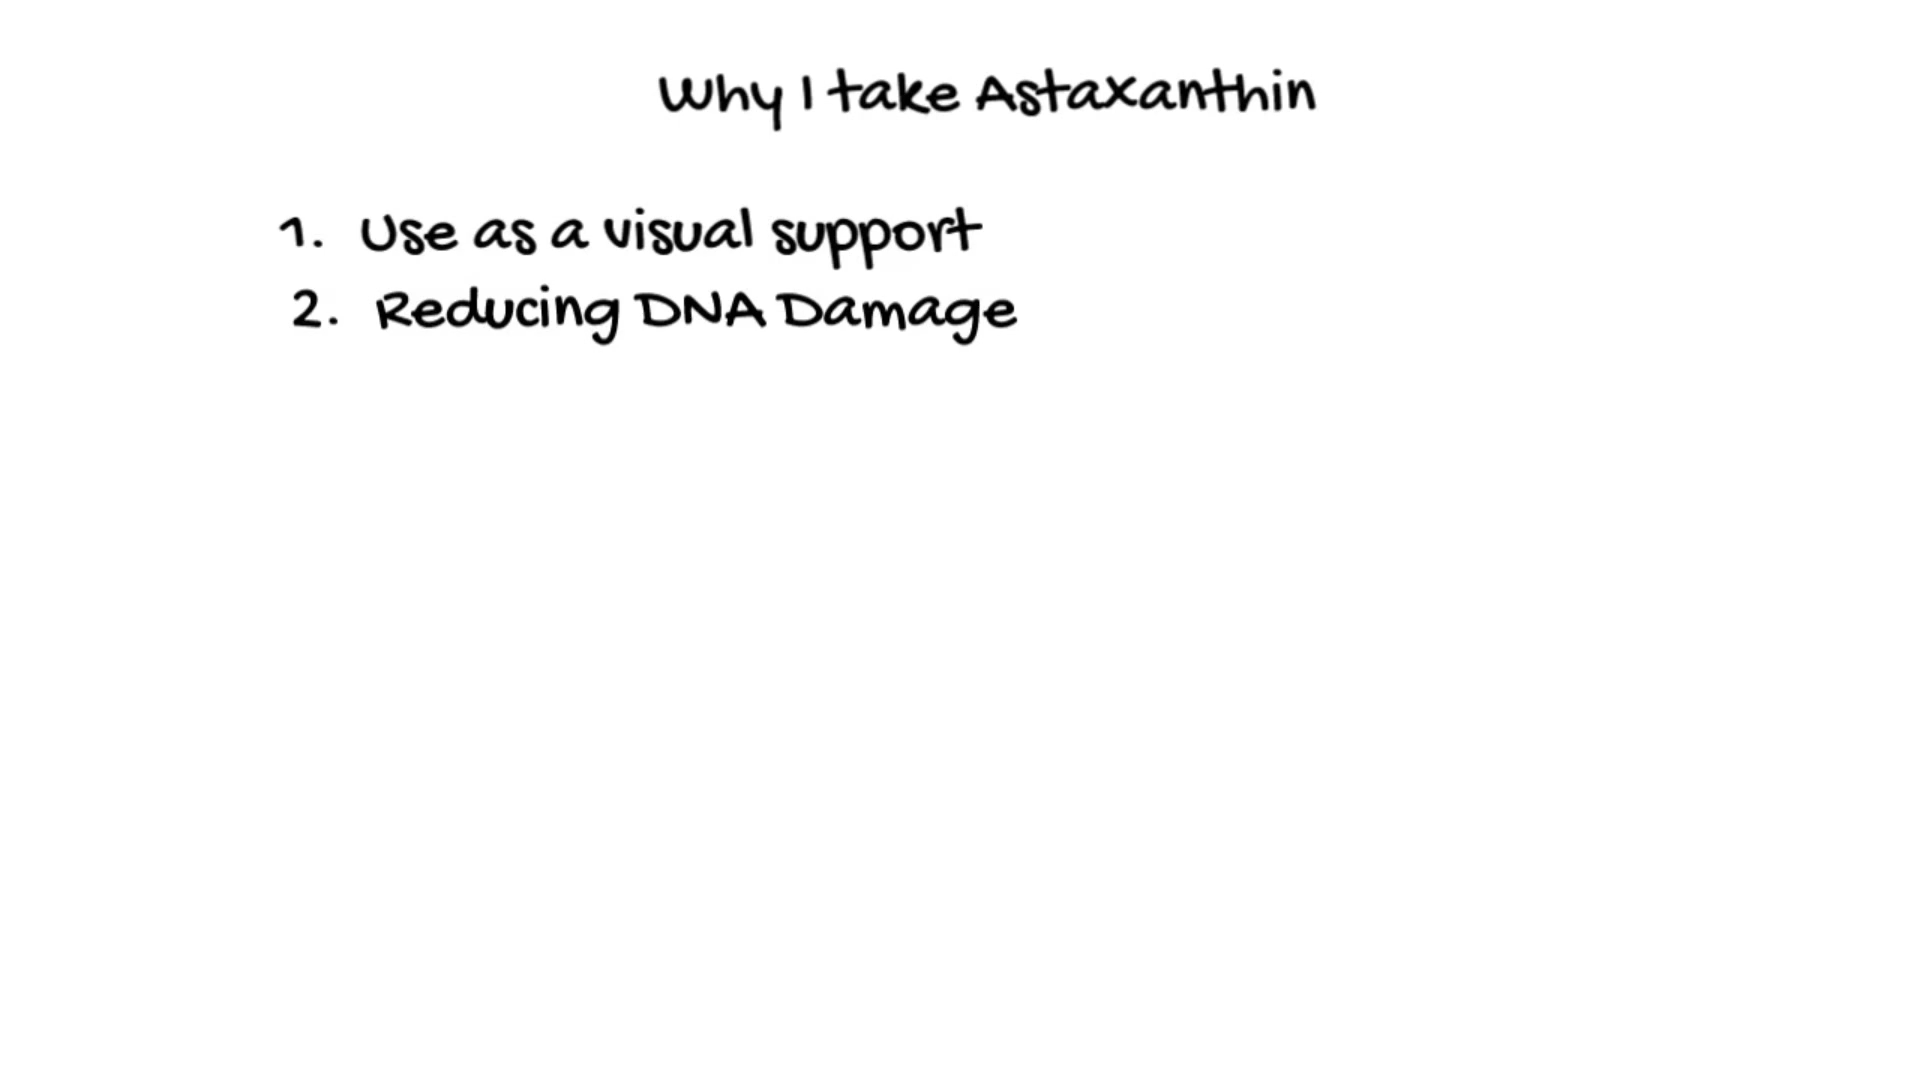 Why I take Astaxanthin
1. Use as a visual support
2. Reducing DNA Damage